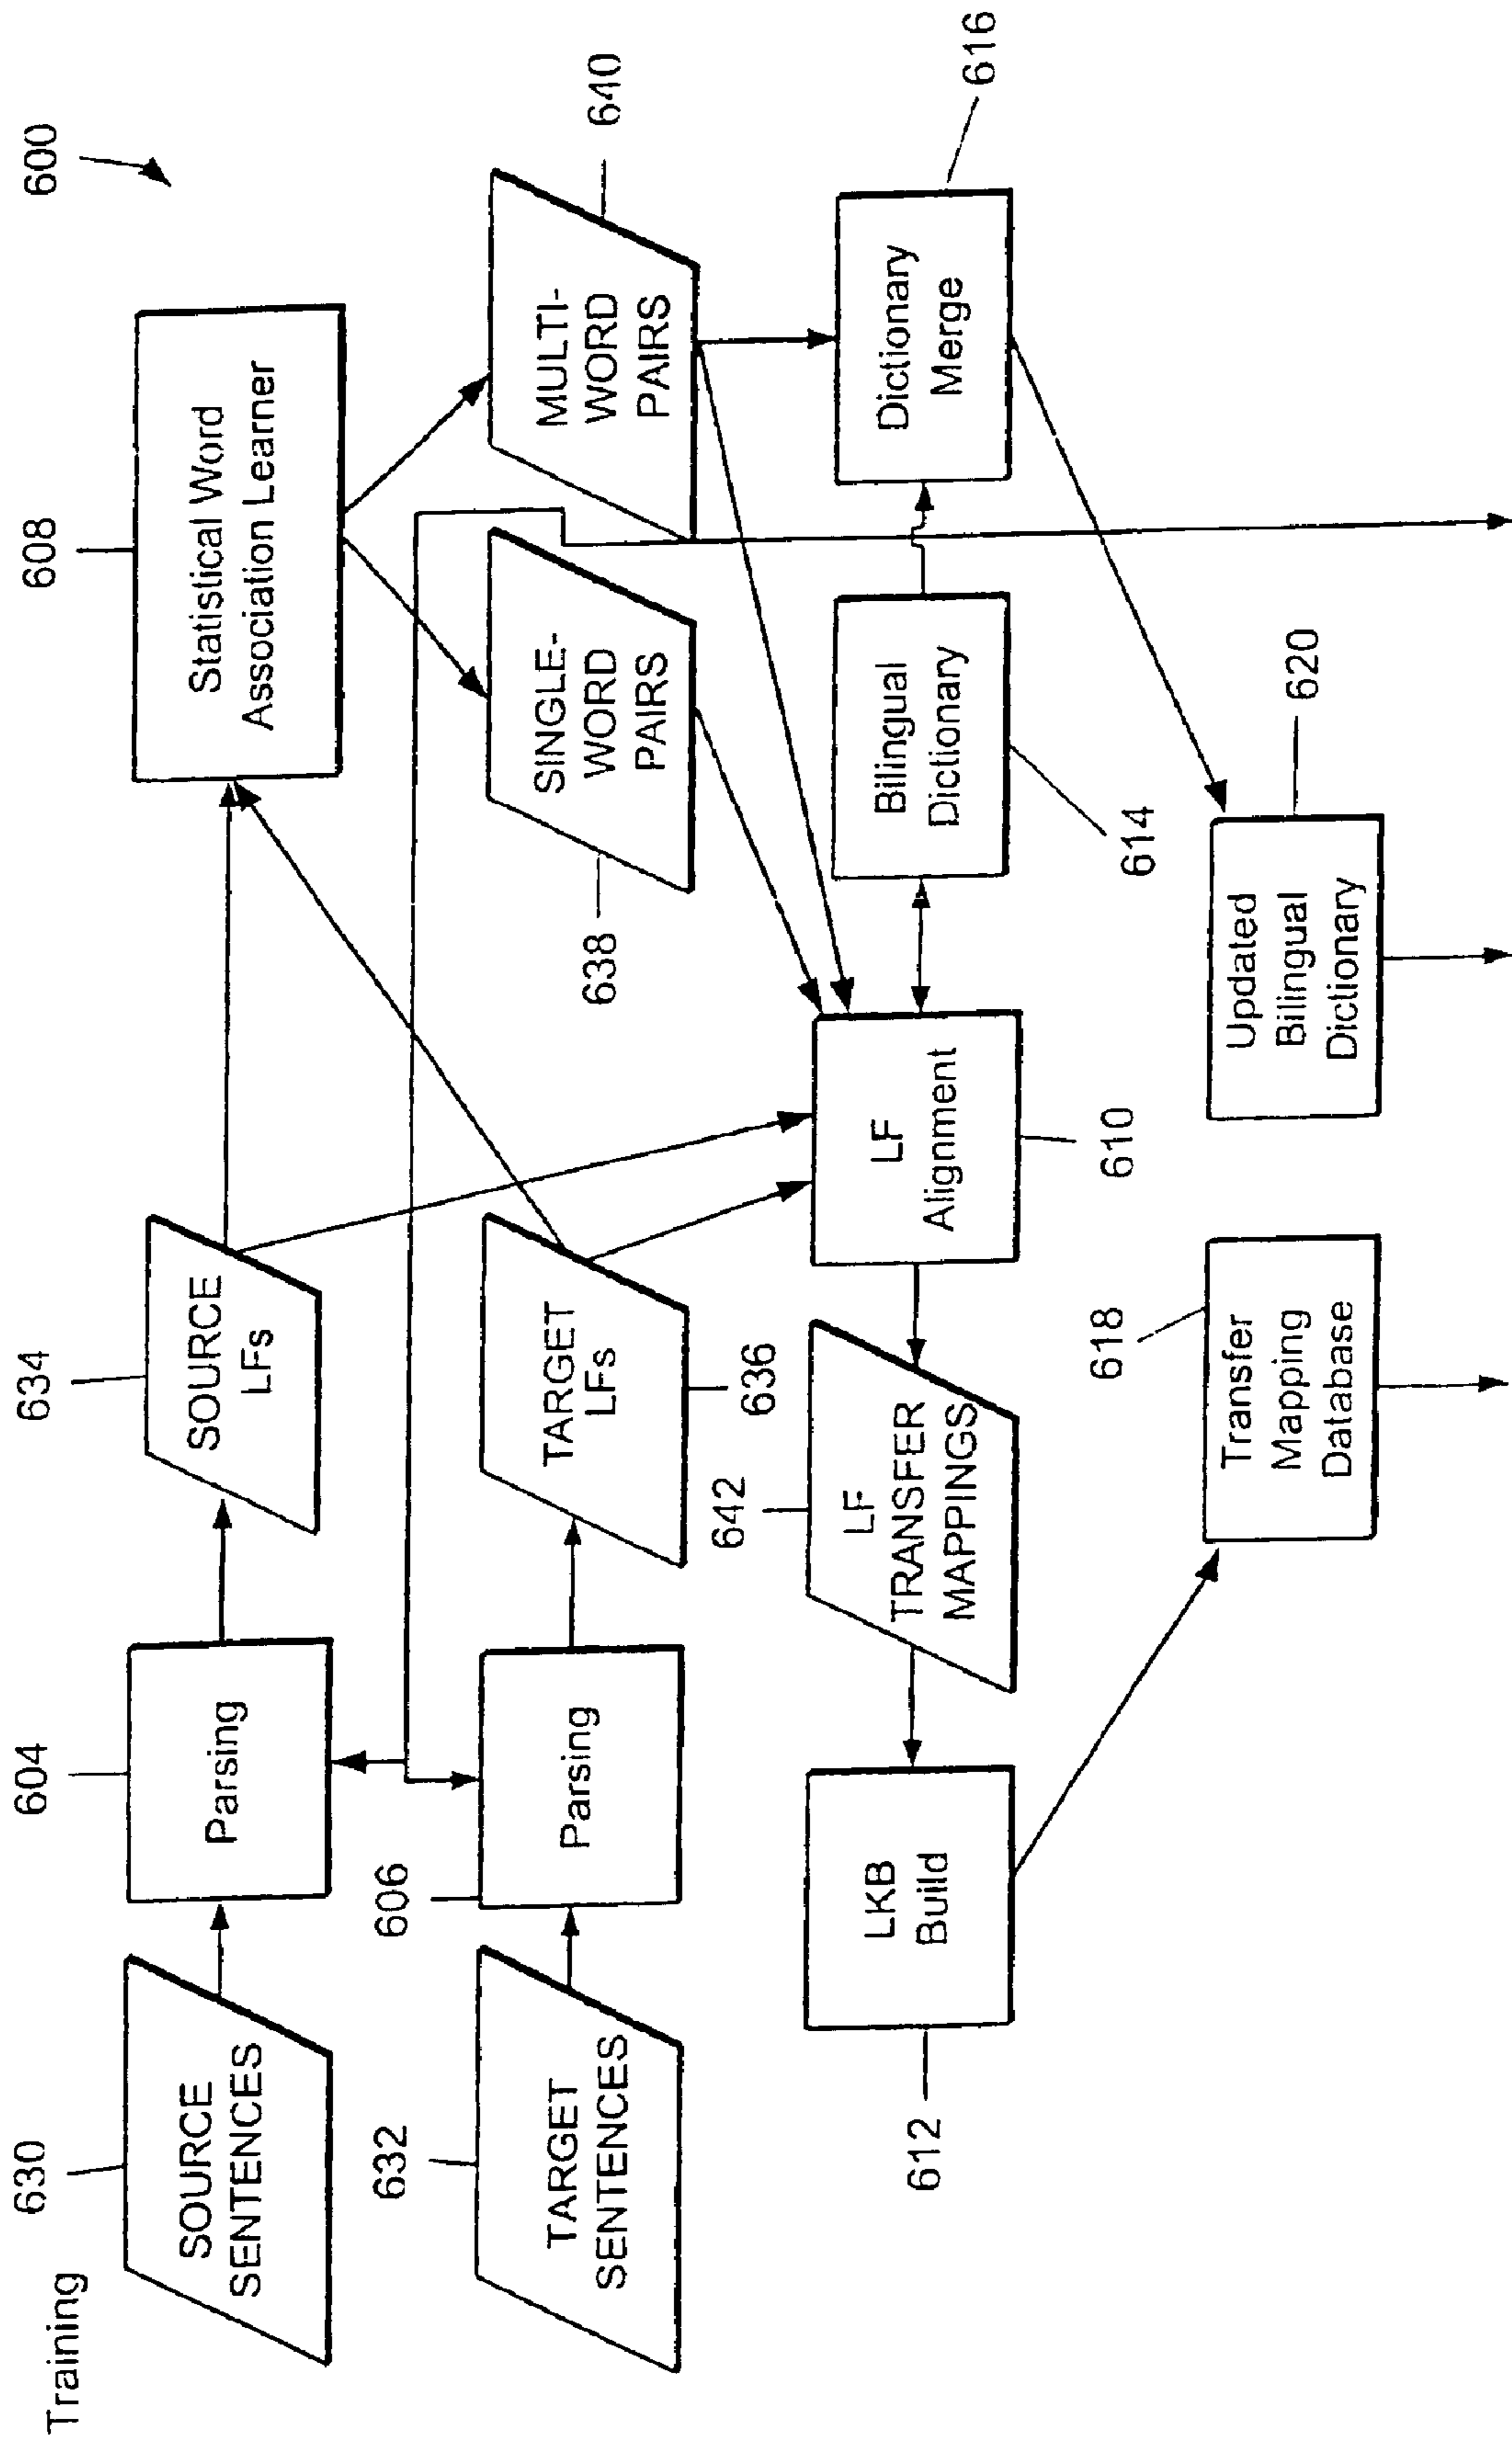 Training
600
630
SOURCE
SENTENCES
604
Parsing
634
SOURCE
LFs
608
Statistical Word
Association Learner
632
TARGET
SENTENCES
606
Parsing
TARGET
LFs
636
638
SINGLE-
WORD
PAIRS
MULTI-
WORD
PAIRS
640
612
LKB
Build
642
LF
TRANSFER
MAPPINGS
LF
Alignment
610
Bilingual
Dictionary
614
Dictionary
Merge
616
618
Transfer
Mapping
Database
Updated
Bilingual
Dictionary
620